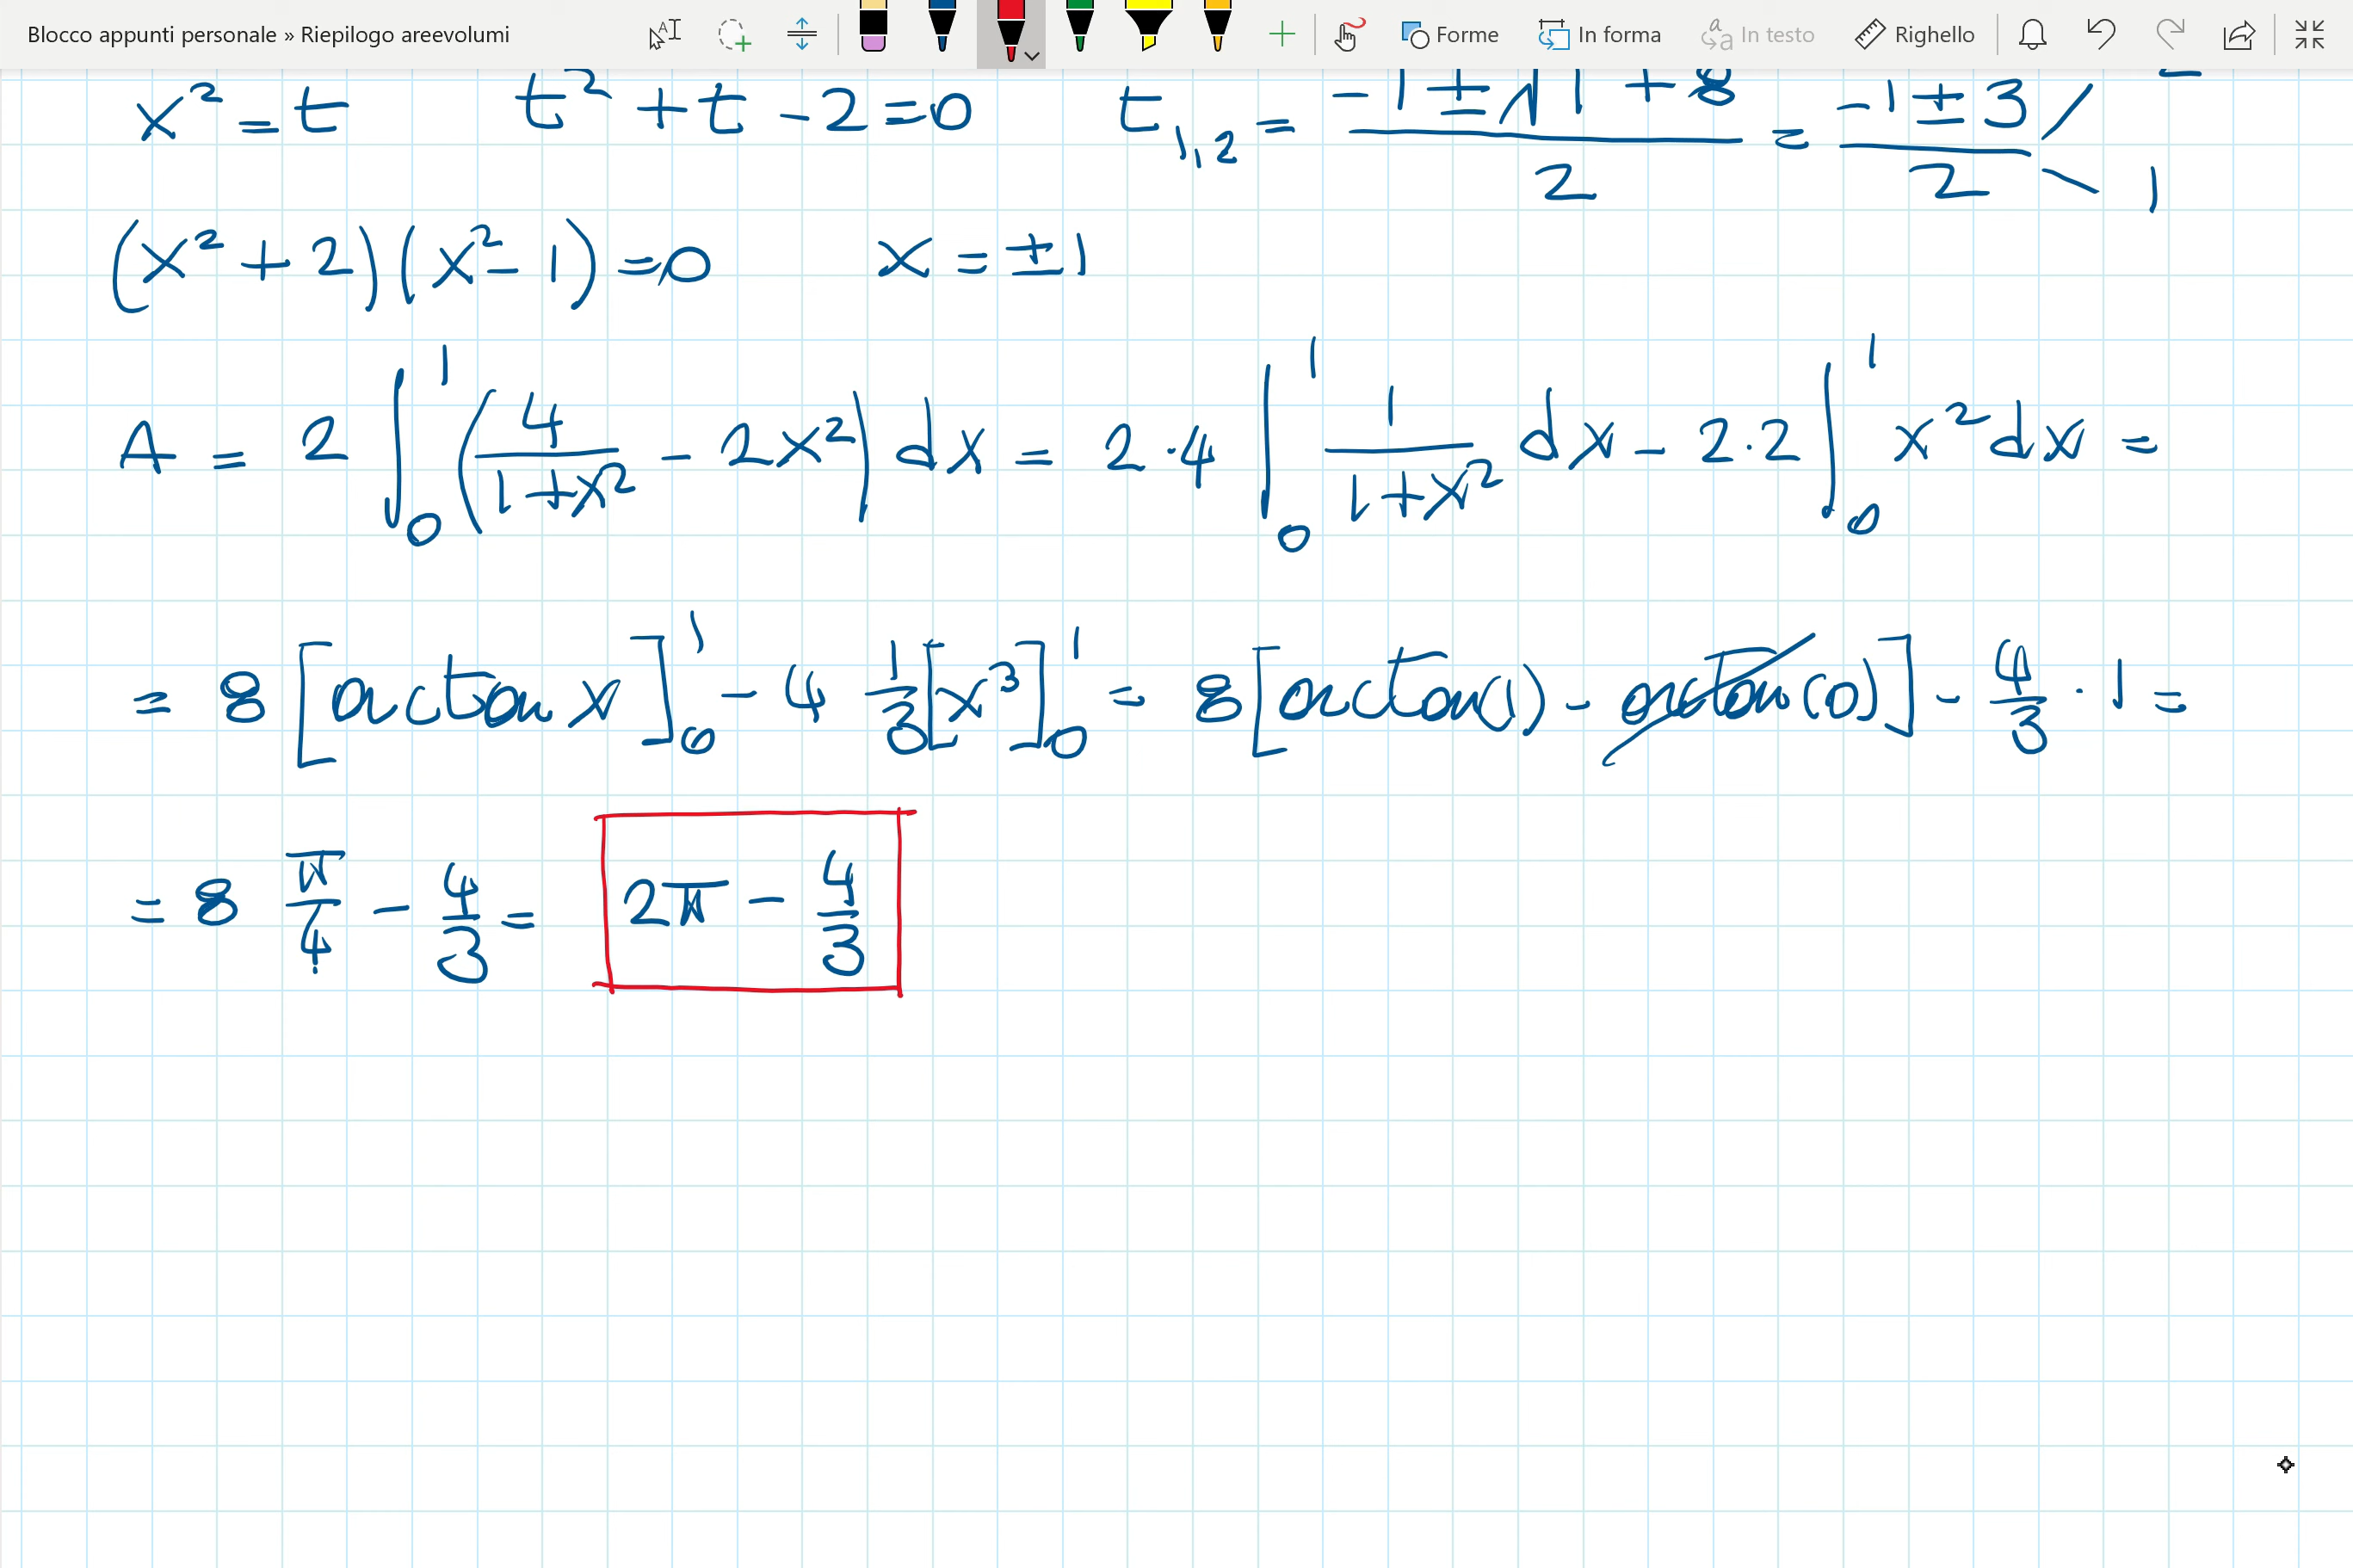 Blocco appunti personale » Riepilogo areevolumi Forme In forma In testo Righello
x² = t t² + t - 2 = 0 t₁,₂ = (-1 ± √(1 + 8))/2 = (-1 ± 3)/2 1
(x² + 2)(x² - 1) = 0 x = ±1
A = 2 ∫₀¹ (4/(1+x²) - 2x²) dx = 2·4 ∫₀¹ 1/(1+x²) dx - 2·2 ∫₀¹ x² dx =
= 8 [arctan x]₀¹ - 4 1/3 [x³]₀¹ = 8 [arctan(1) - arctan(0)] - 4/3 · 1 =
= 8 π/4 - 4/3 = 2π - 4/3